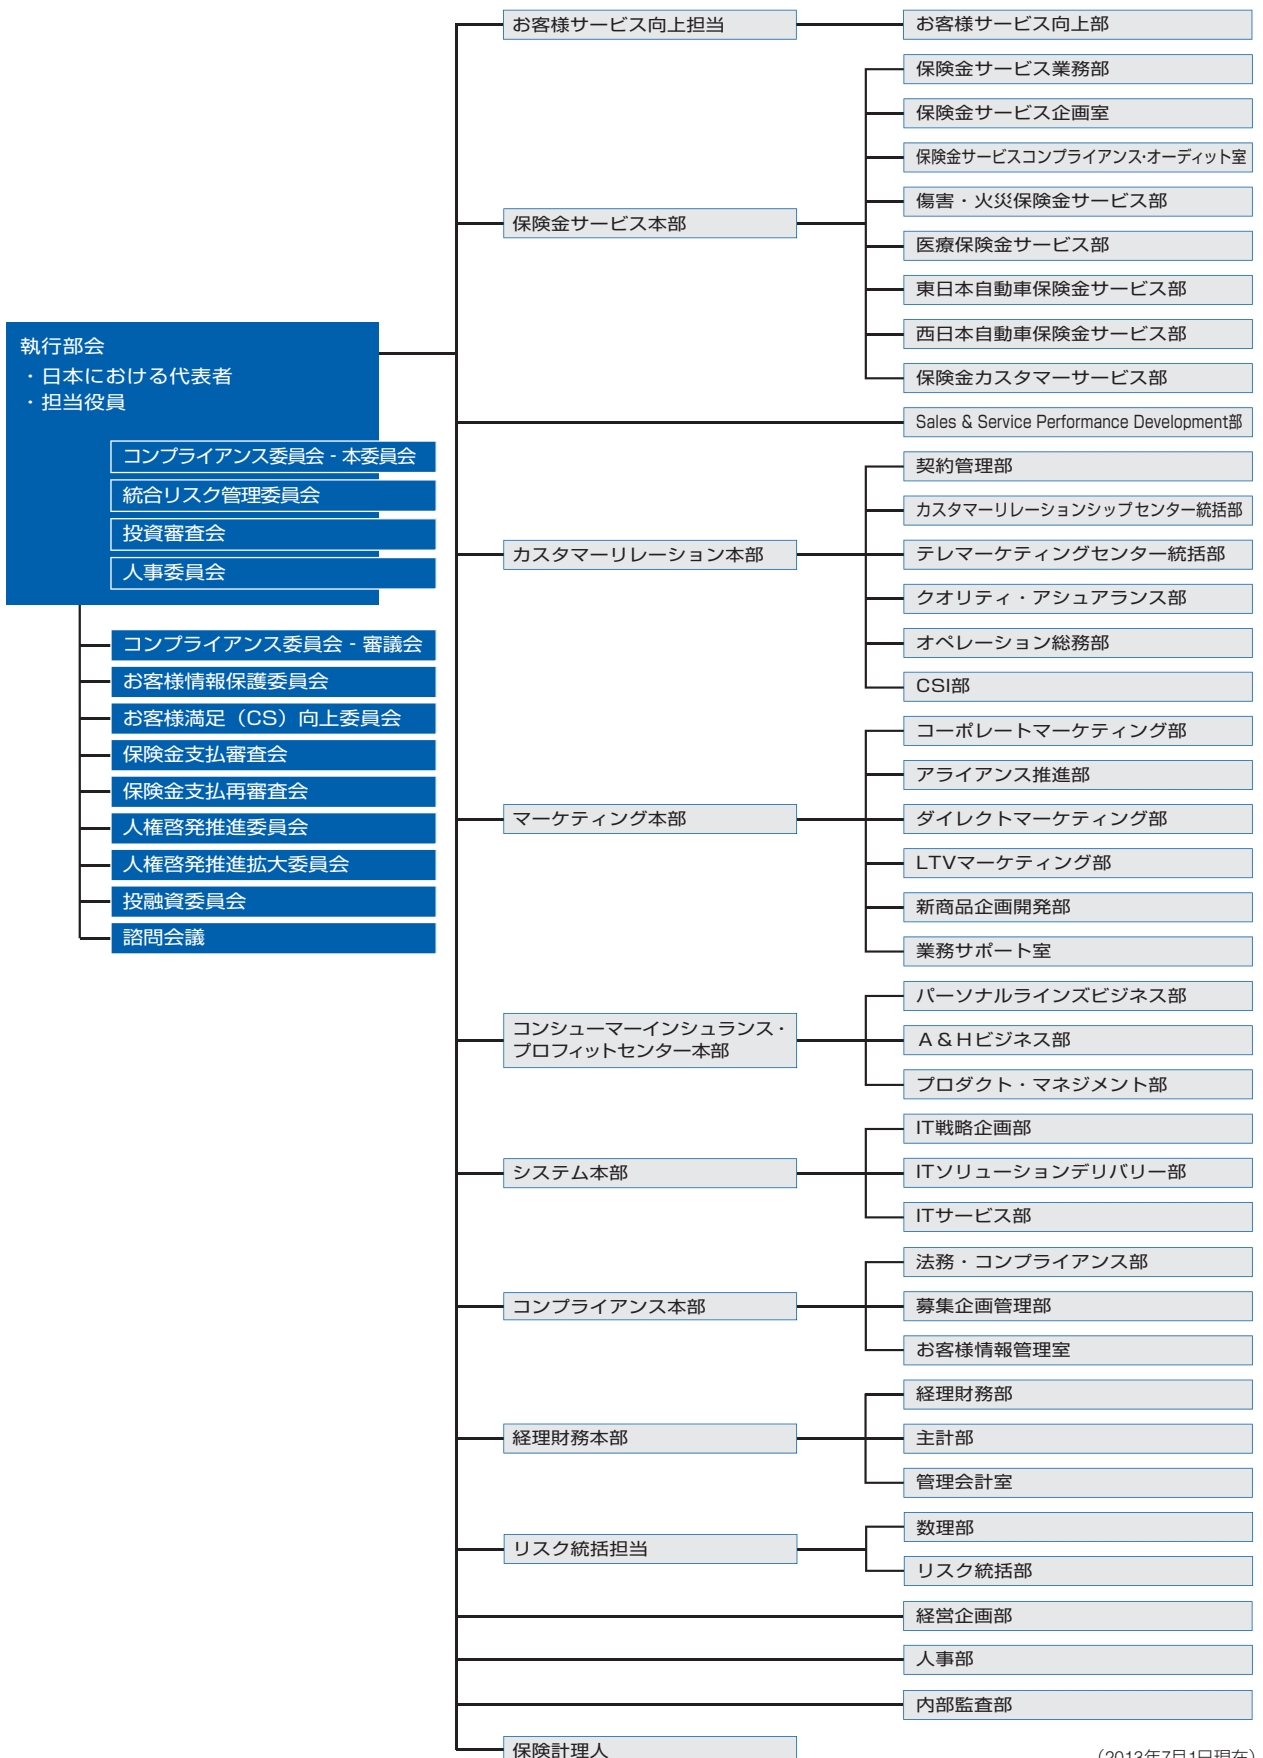 執行部会
・日本における代表者
・担当役員
コンプライアンス委員会 - 本委員会
統合リスク管理委員会
投資審査会
人事委員会
コンプライアンス委員会 - 審議会
お客様情報保護委員会
お客様満足（CS）向上委員会
保険金支払審査会
保険金支払再審査会
人権啓発推進委員会
人権啓発推進拡大委員会
投融資委員会
諮問会議
お客様サービス向上担当
お客様サービス向上部
保険金サービス本部
保険金サービス業務部
保険金サービス企画室
保険金サービスコンプライアンス・オーディット室
傷害・火災保険金サービス部
医療保険金サービス部
東日本自動車保険金サービス部
西日本自動車保険金サービス部
保険金カスタマーサービス部
Sales & Service Performance Development部
カスタマーリレーション本部
契約管理部
カスタマーリレーションシップセンター統括部
テレマーケティングセンター統括部
クオリティ・アシュアランス部
オペレーション総務部
CSI部
マーケティング本部
コーポレートマーケティング部
アライアンス推進部
ダイレクトマーケティング部
LTVマーケティング部
新商品企画開発部
業務サポート室
コンシューマーインシュランス・
プロフィットセンター本部
パーソナルラインズビジネス部
A＆Hビジネス部
プロダクト・マネジメント部
システム本部
IT戦略企画部
ITソリューションデリバリー部
ITサービス部
コンプライアンス本部
法務・コンプライアンス部
募集企画管理部
お客様情報管理室
経理財務本部
経理財務部
主計部
管理会計室
リスク統括担当
数理部
リスク統括部
経営企画部
人事部
内部監査部
保険計理人
（2013年7月1日現在）